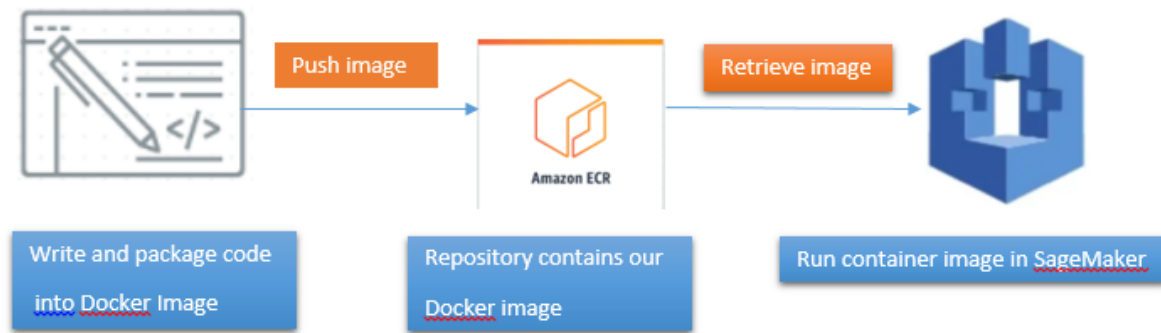 Push image
Retrieve image
</>
Amazon ECR
Write and package code
into Docker Image
Repository contains our
Docker image
Run container image in SageMaker